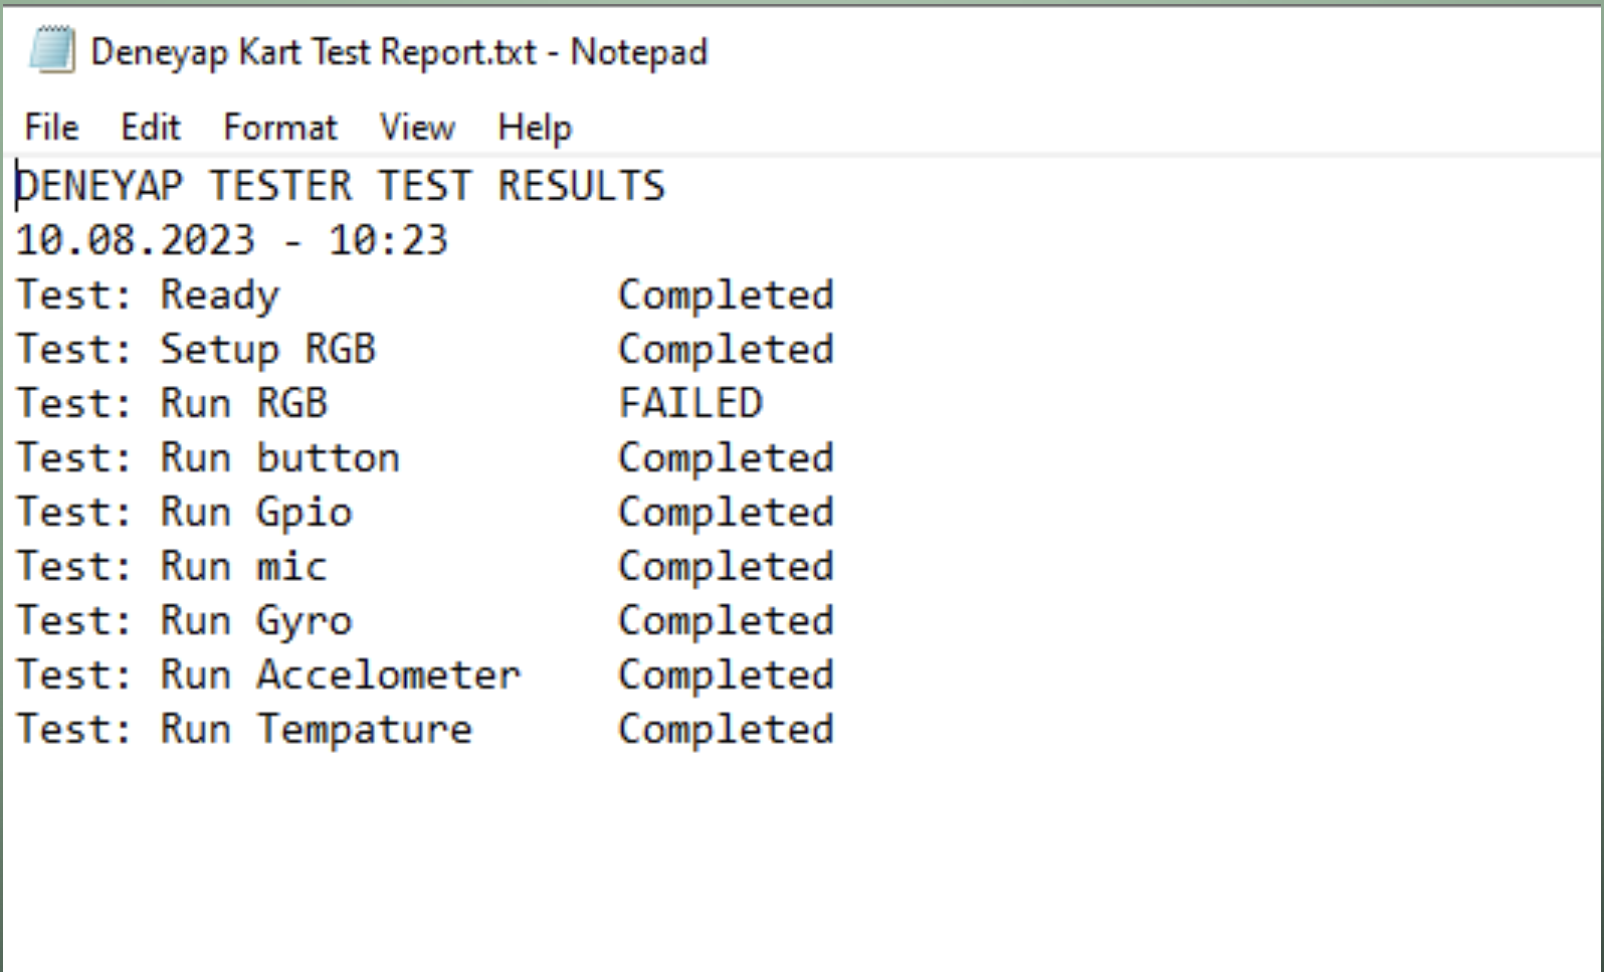 Deneyap Kart Test Report.txt - Notepad
File Edit Format View Help
DENEYAP TESTER TEST RESULTS
10.08.2023 - 10:23
Test: Ready Completed
Test: Setup RGB Completed
Test: Run RGB FAILED
Test: Run button Completed
Test: Run Gpio Completed
Test: Run mic Completed
Test: Run Gyro Completed
Test: Run Accelometer Completed
Test: Run Tempature Completed